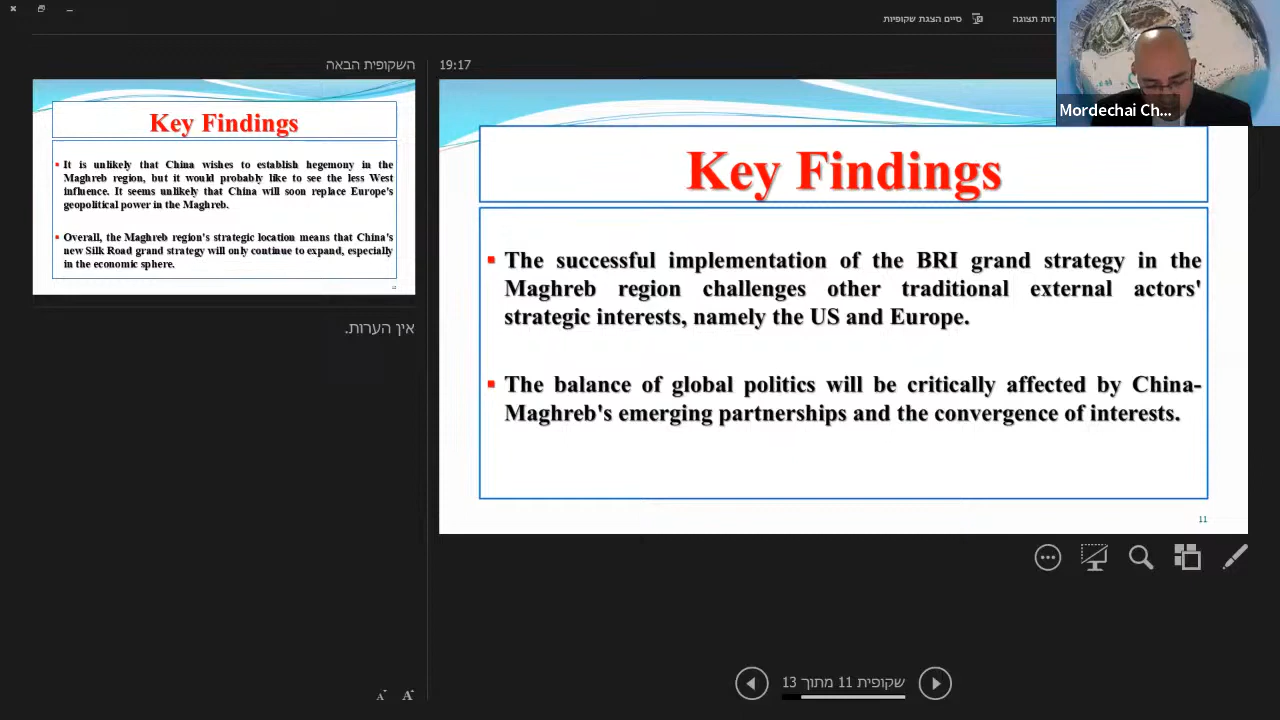 סיים הצגת שקופיות
רות תצוגה
Mordechai Ch...
השקופית הבאה
19:17
Key Findings
It is unlikely that China wishes to establish hegemony in the
Maghreb region, but it would probably like to see the less West
influence. It seems unlikely that China will soon replace Europe's
geopolitical power in the Maghreb.
Overall, the Maghreb region's strategic location means that China's
new Silk Road grand strategy will only continue to expand, especially
in the economic sphere.
12
אין הערות.
Key Findings
The successful implementation of the BRI grand strategy in the
Maghreb region challenges other traditional external actors'
strategic interests, namely the US and Europe.
The balance of global politics will be critically affected by China-
Maghreb's emerging partnerships and the convergence of interests.
11
A A
שקופית 11 מתוך 13